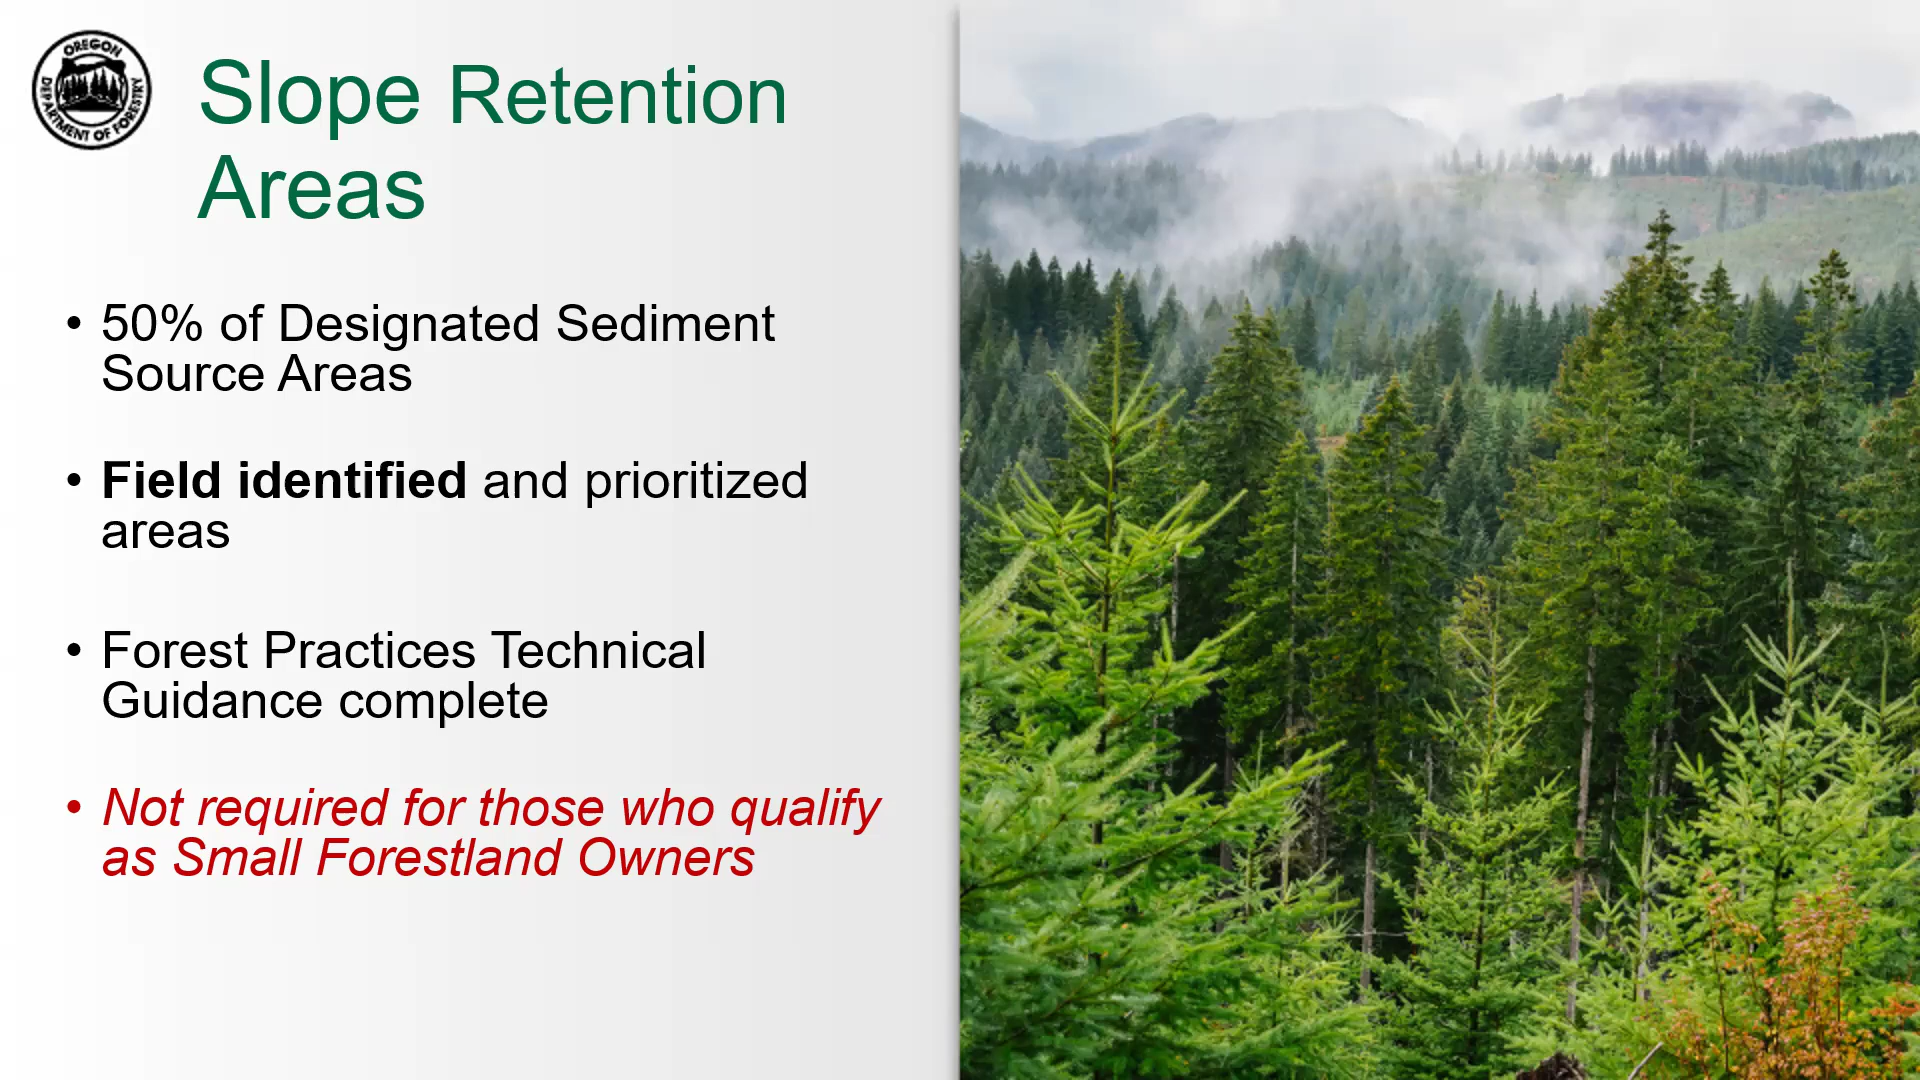 OREGON
DEPARTMENT OF FORESTRY
Slope Retention
Areas
• 50% of Designated Sediment
Source Areas
• Field identified and prioritized
areas
• Forest Practices Technical
Guidance complete
• Not required for those who qualify
as Small Forestland Owners